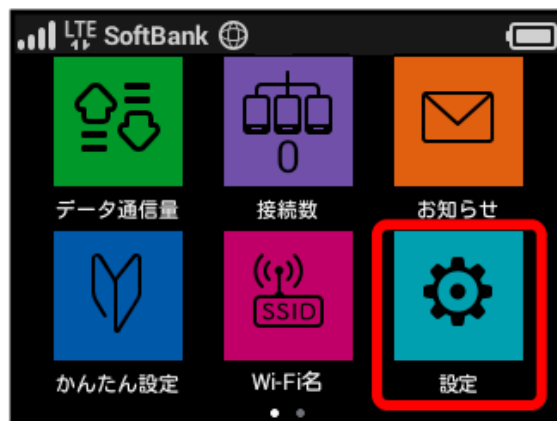 LTE SoftBank
0
データ通信量 接続数 お知らせ
SSID
かんたん設定 Wi-Fi名 設定